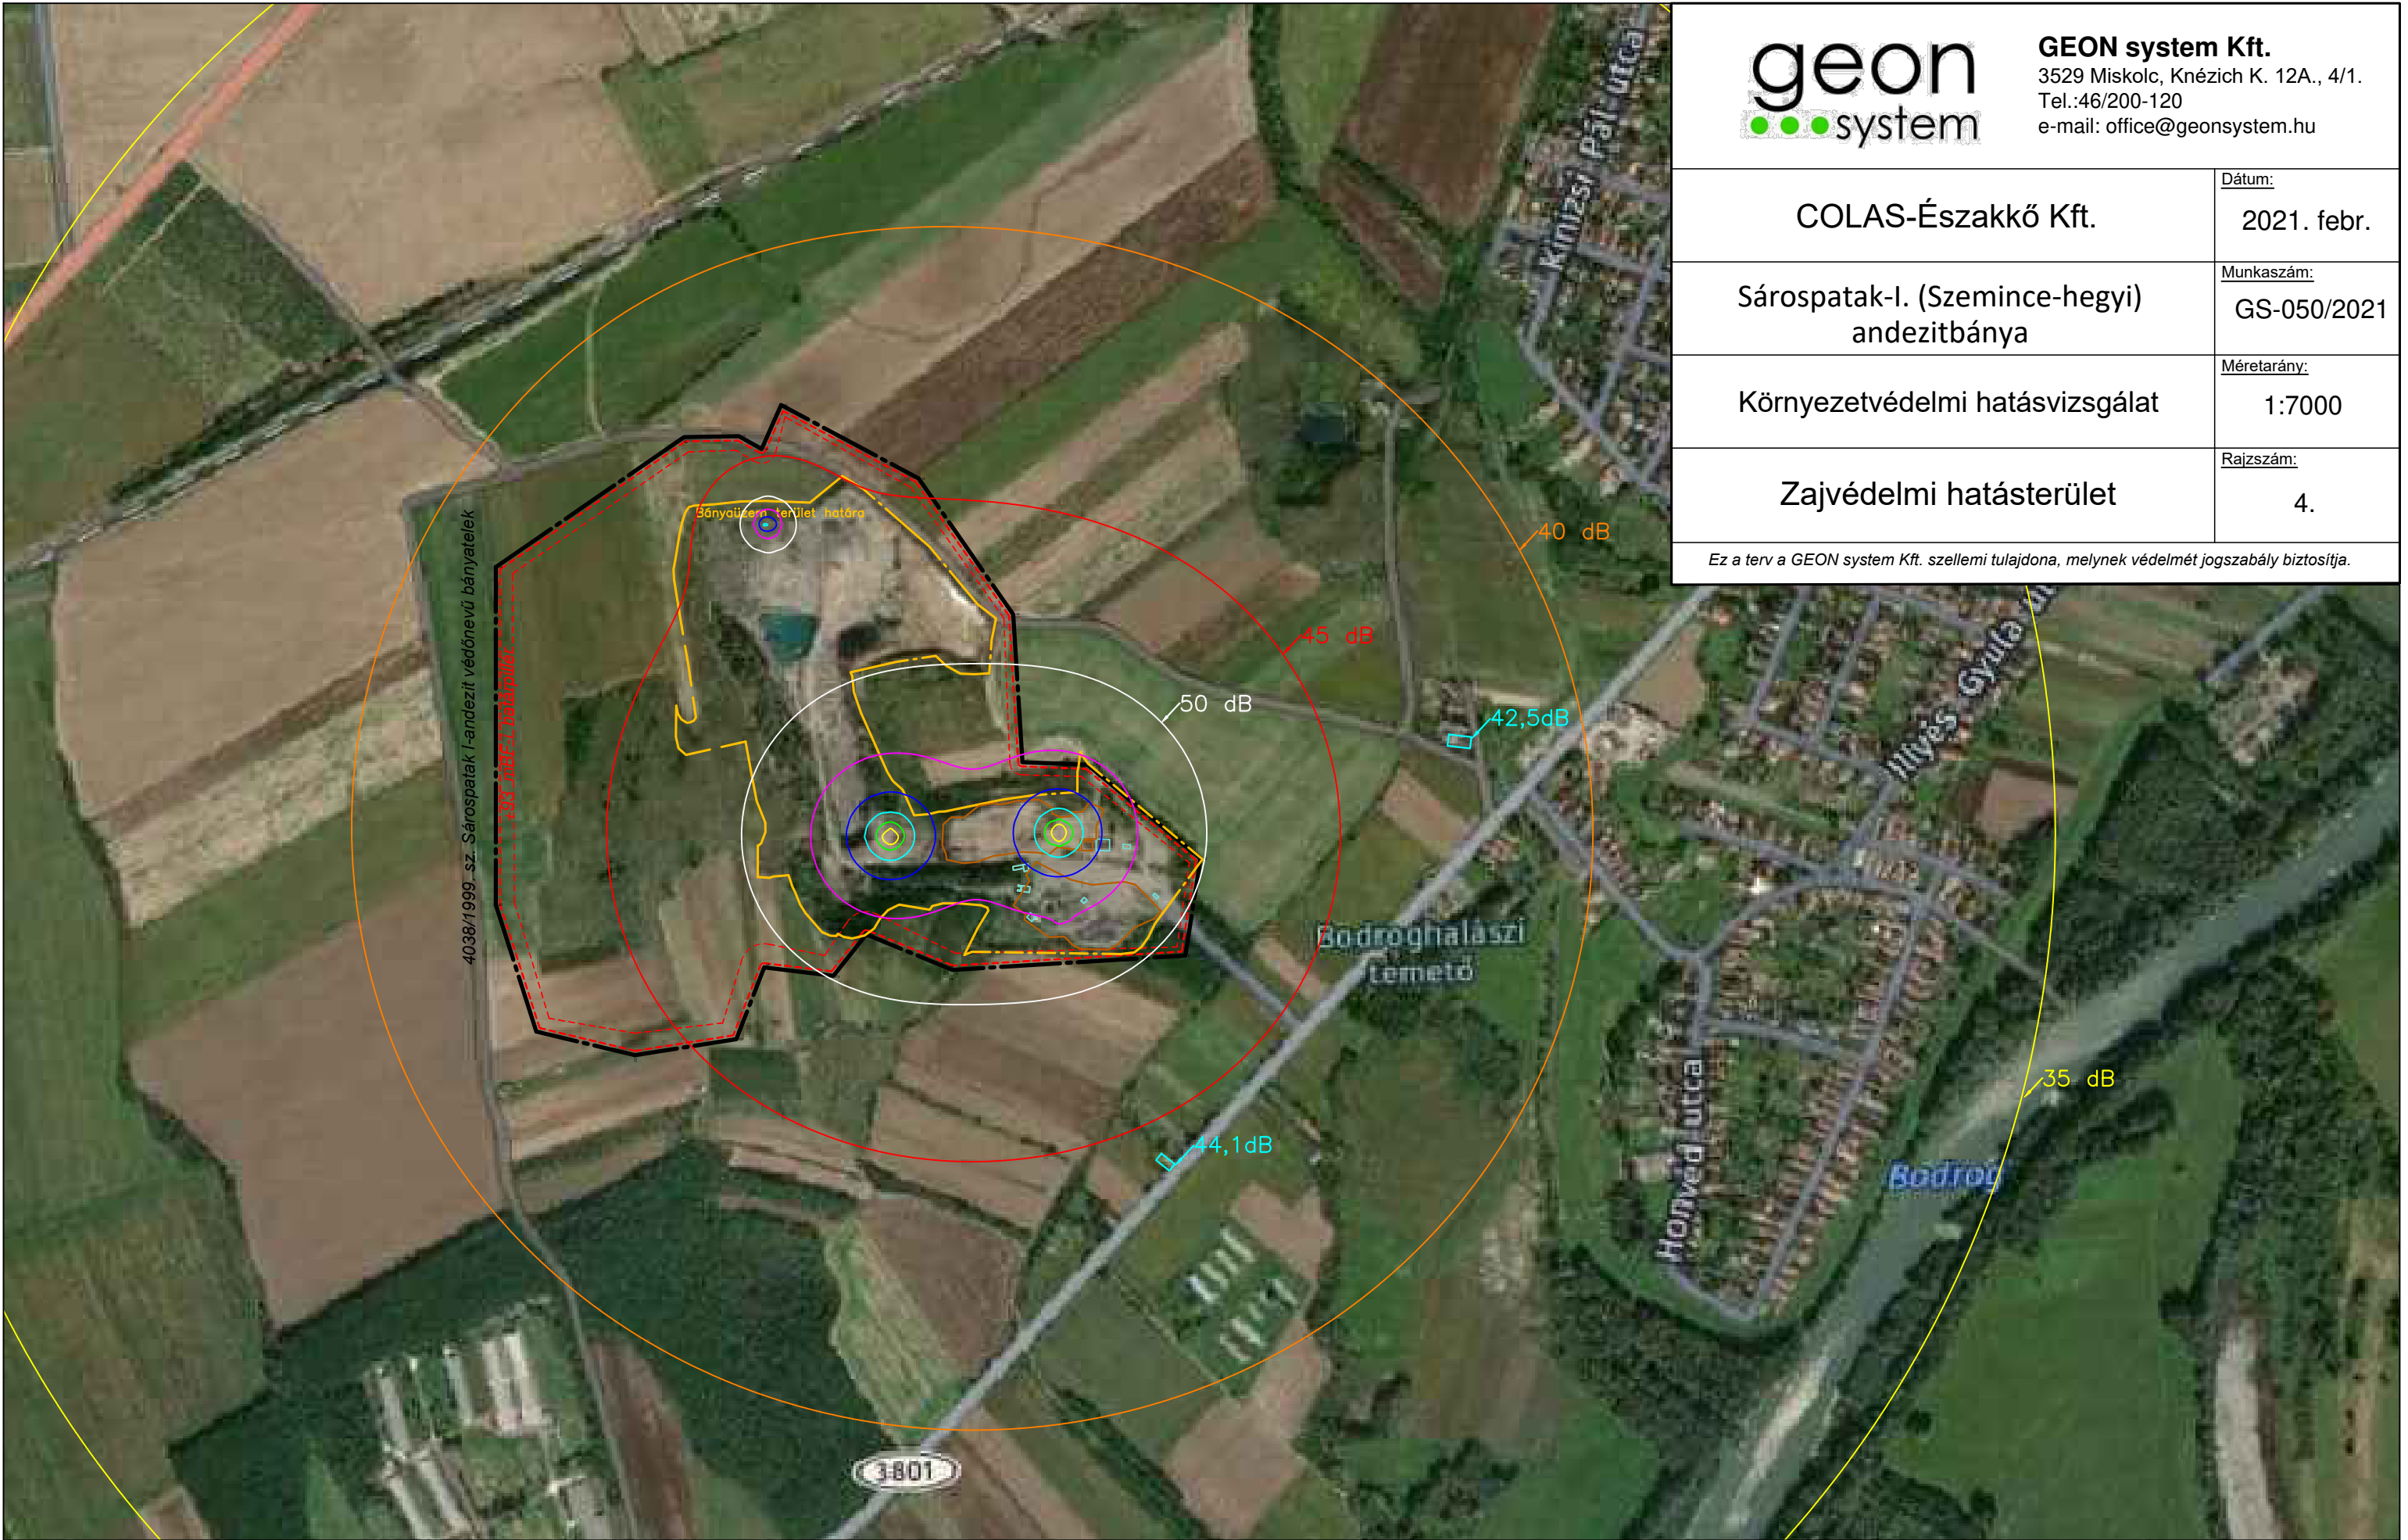 geon
system
GEON system Kft.
3529 Miskolc, Knézich K. 12A., 4/1.
Tel.:46/200-120
e-mail: office@geonsystem.hu
COLAS-Északkő Kft.
Dátum:
2021. febr.
Sárospatak-I. (Szemince-hegyi)
andezitbánya
Munkaszám:
GS-050/2021
Környezetvédelmi hatásvizsgálat
Méretarány:
1:7000
Zajvédelmi hatásterület
Rajzszám:
4.
Ez a terv a GEON system Kft. szellemi tulajdona, melynek védelmét jogszabály biztosítja.
Kinizsi Pál utca
Bányaüzem terület határa
40 dB
4038/1999. sz. Sárospatak I-andezit védőnevű bányatelek
45 dB
50 dB
42,5dB
Illyés Gyula
Bodroghalászi
temető
Honvéd utca
35 dB
44,1dB
Bodrog
3801